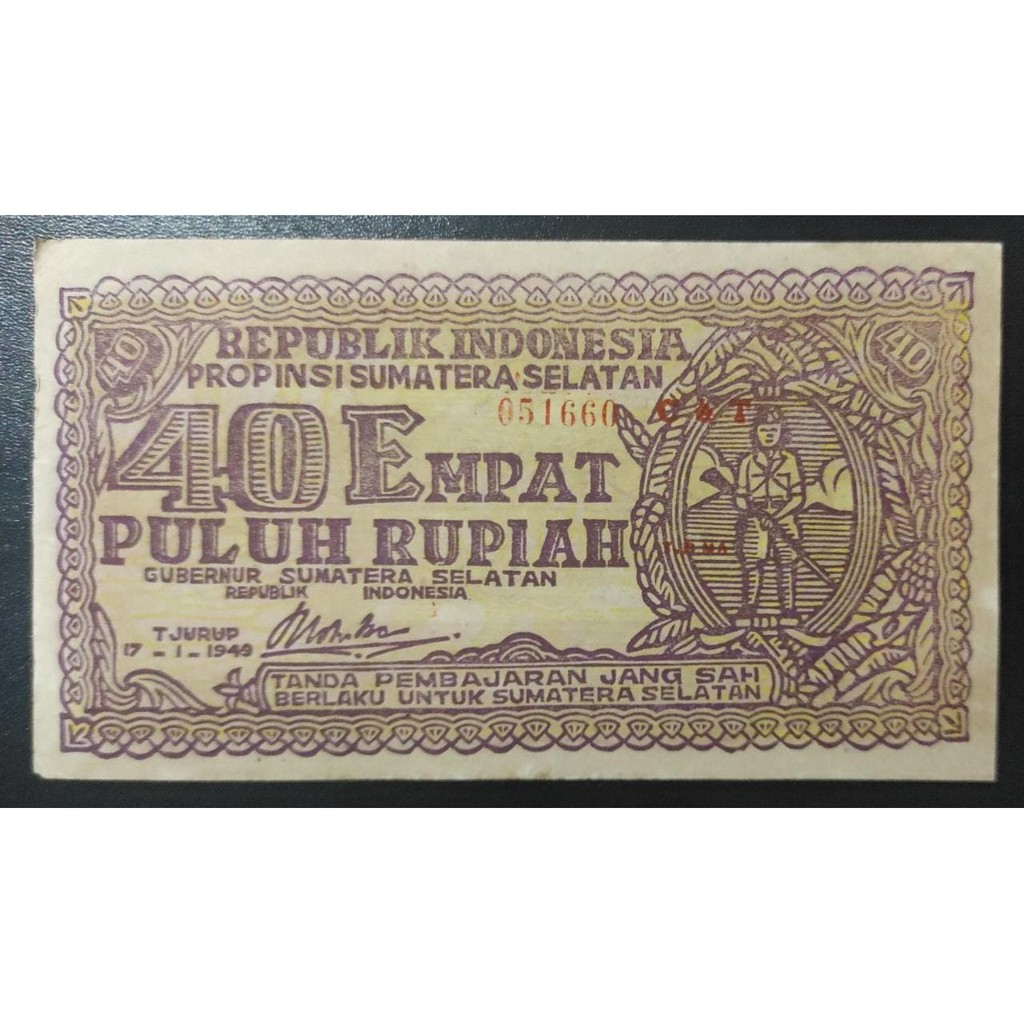 40
40
REPUBLIK INDONESIA
PROPINSI SUMATERA SELATAN
051660 C & T
40 EMPAT
PULUH RUPIAH
GUBERNUR SUMATERA SELATAN
REPUBLIK INDONESIA
TJURUP
17-1-1949
TANDA PEMBAJARAN JANG SAH
BERLAKU UNTUK SUMATERA SELATAN